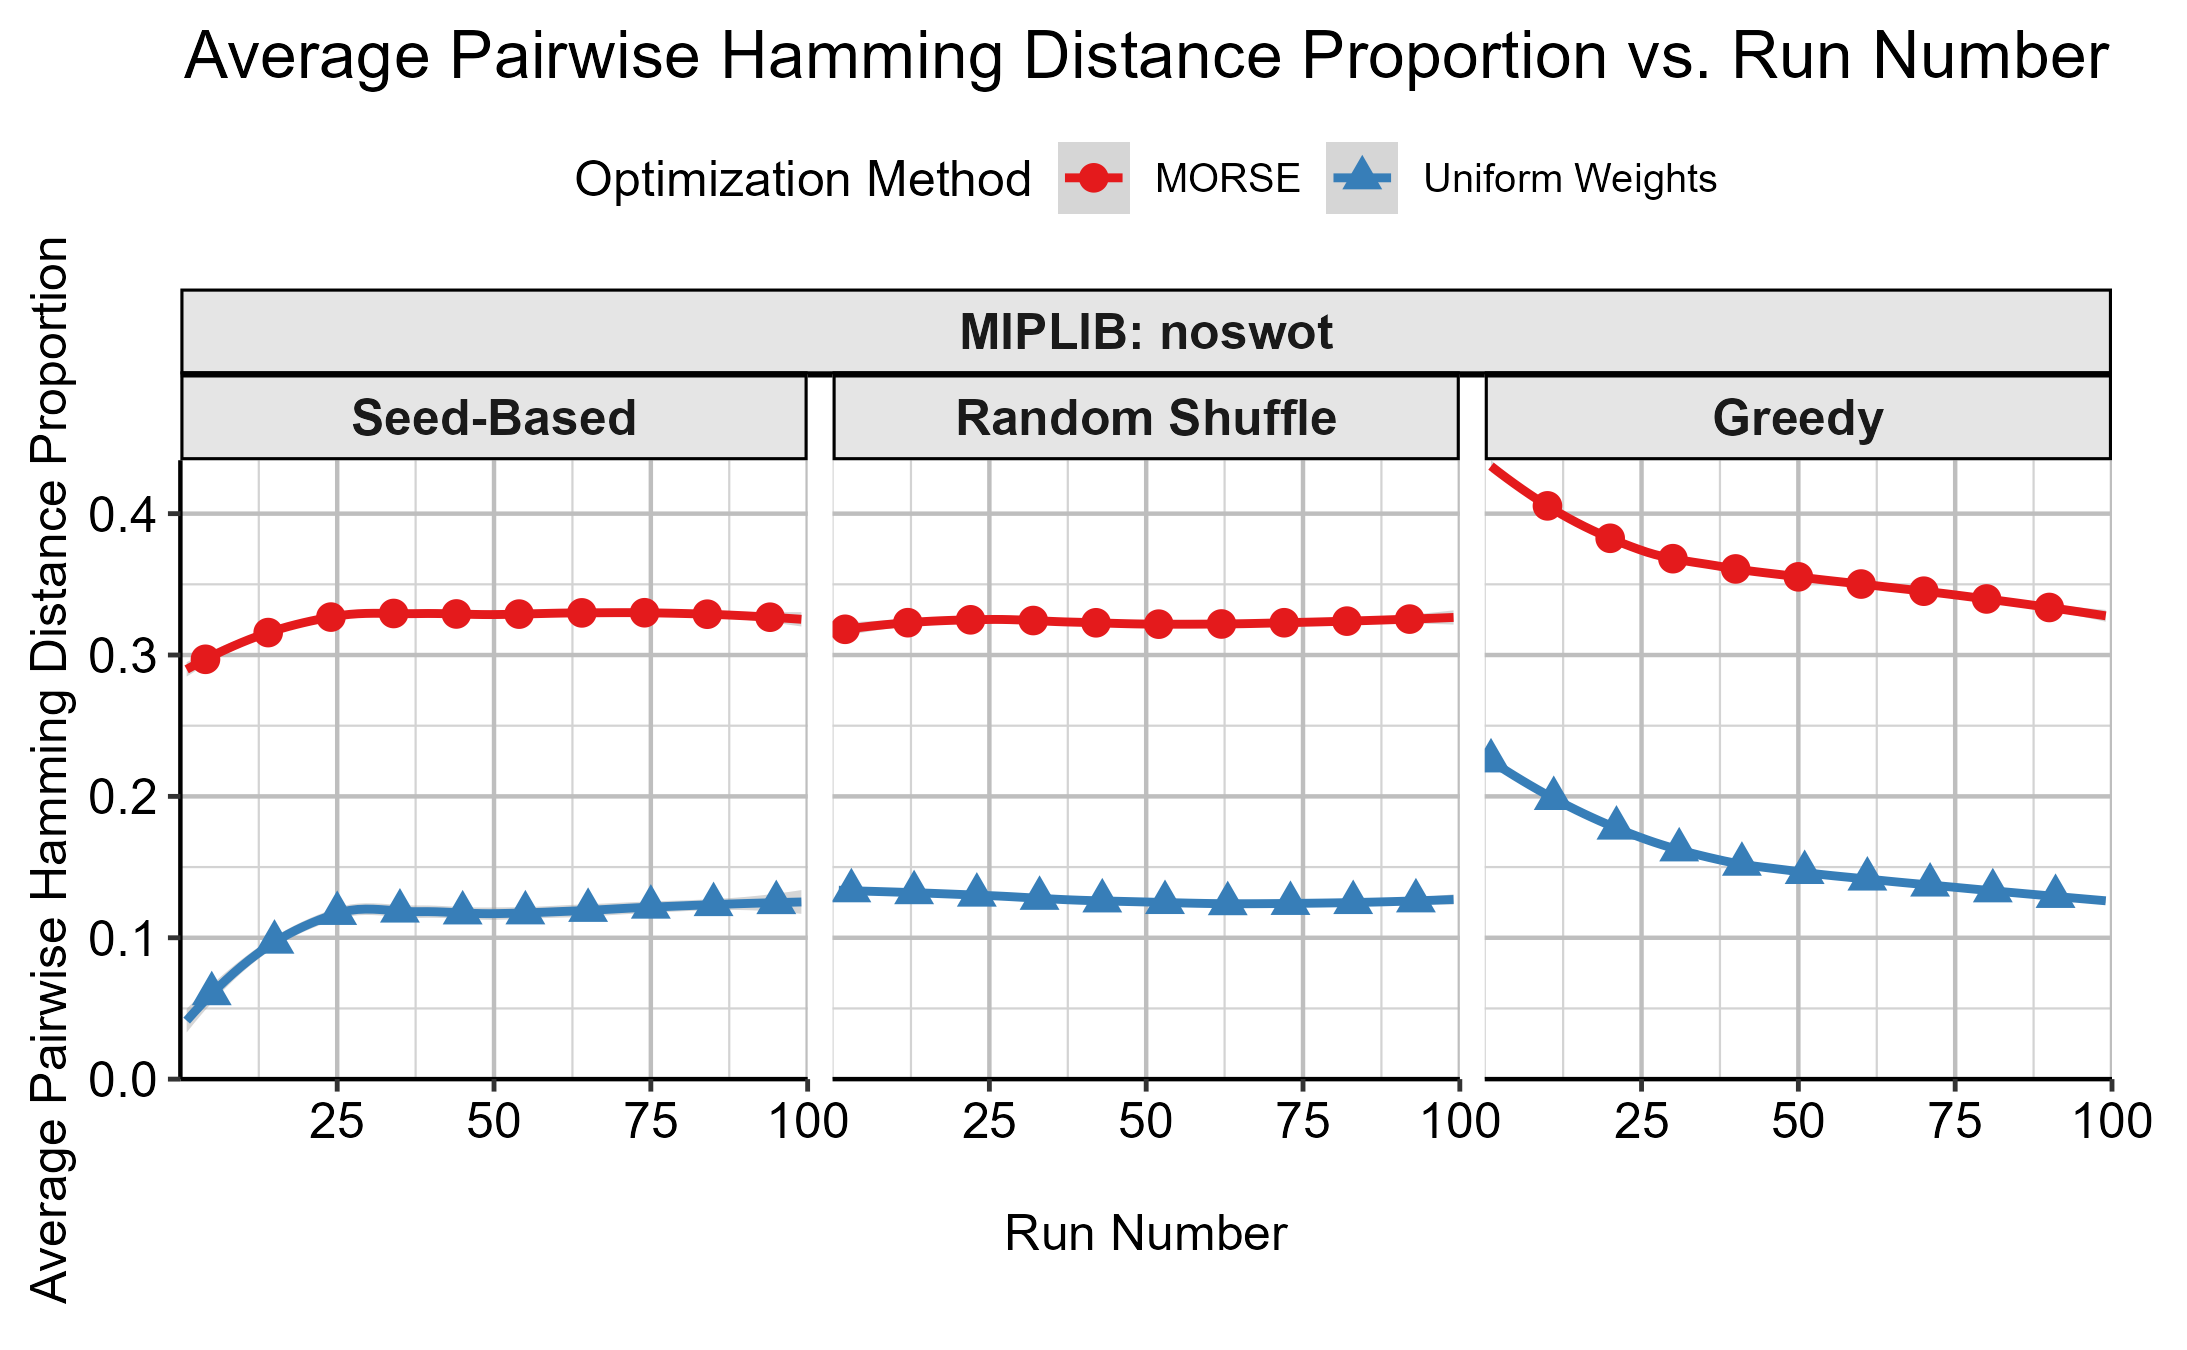 Average Pairwise Hamming Distance Proportion vs. Run Number
Optimization Method MORSE Uniform Weights
Average Pairwise Hamming Distance Proportion
MIPLIB: noswot
Seed-Based Random Shuffle Greedy
0.4
0.3
0.2
0.1
0.0
25 50 75 100 25 50 75 100 25 50 75 100
Run Number